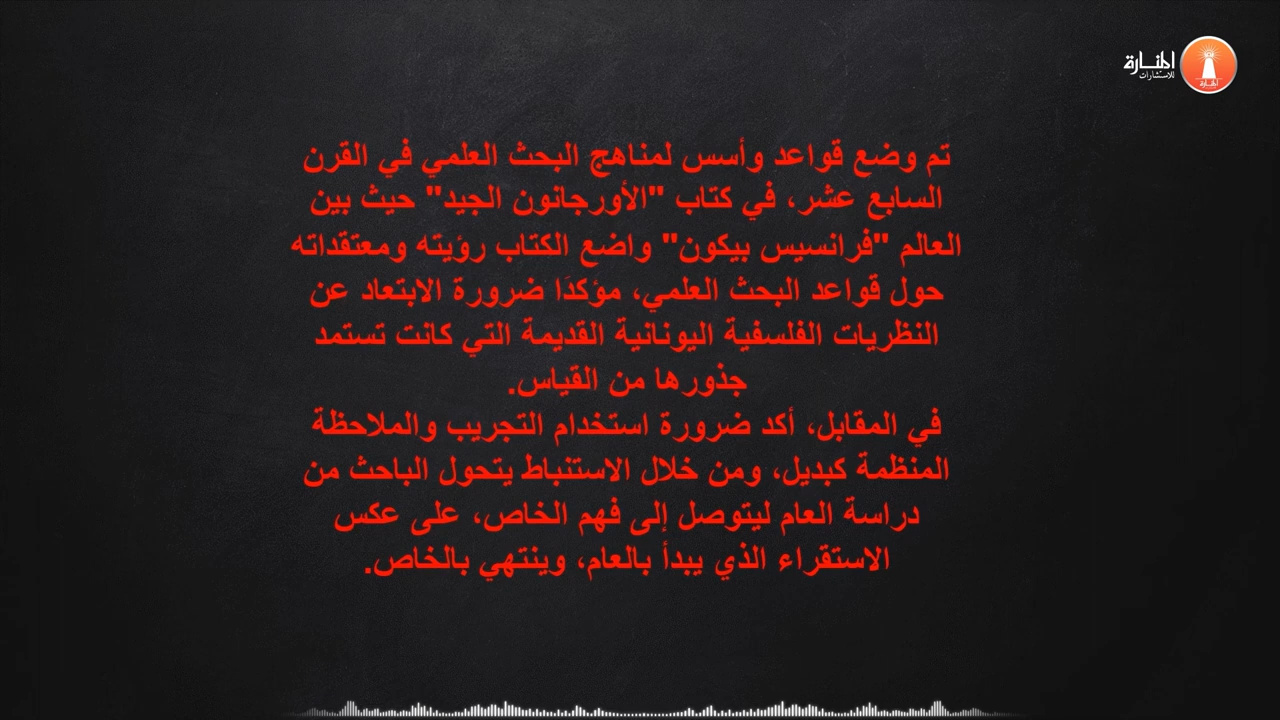 المنارة
للاستشارات
المنارة
تم وضع قواعد وأسس لمناهج البحث العلمي في القرن
السابع عشر، في كتاب "الأورجانون الجيد" حيث بين
العالم "فرانسيس بيكون" واضع الكتاب رؤيته ومعتقداته
حول قواعد البحث العلمي، مؤكدَا ضرورة الابتعاد عن
النظريات الفلسفية اليونانية القديمة التي كانت تستمد
جذورها من القياس.
في المقابل، أكد ضرورة استخدام التجريب والملاحظة
المنظمة كبديل، ومن خلال الاستنباط يتحول الباحث من
دراسة العام ليتوصل إلى فهم الخاص، على عكس
الاستقراء الذي يبدأ بالعام، وينتهي بالخاص.